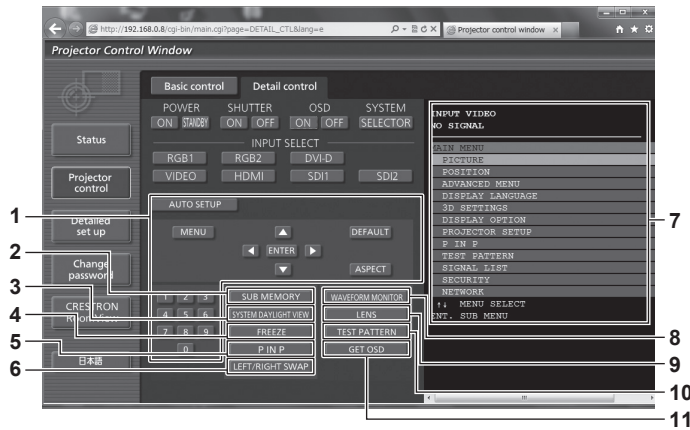 http://192.168.0.8/cgi-bin/main.cgi?page=DETAIL_CTL&lang=e
Projector control window
Projector Control Window
Basic control
Detail control
POWER
SHUTTER
OSD
SYSTEM
ON
STANDBY
ON
OFF
ON
OFF
SELECTOR
INPUT SELECT
RGB1
RGB2
DVI-D
VIDEO
HDMI
SDI1
SDI2
AUTO SETUP
MENU
DEFAULT
ENTER
ASPECT
1 2 3
4 5 6
7 8 9
0
SUB MEMORY
SYSTEM DAYLIGHT VIEW
FREEZE
P IN P
LEFT/RIGHT SWAP
WAVEFORM MONITOR
LENS
TEST PATTERN
GET OSD
Status
Projector
control
Detailed
set up
Change
password
CRESTRON
日本語
INPUT VIDEO
NO SIGNAL
MAIN MENU
PICTURE
POSITION
ADVANCED MENU
DISPLAY LANGUAGE
3D SETTINGS
DISPLAY OPTION
PROJECTOR SETUP
P IN P
TEST PATTERN
SIGNAL LIST
SECURITY
NETWORK
↑↓ MENU SELECT
ENT. SUB MENU
1
2
3
4
5
6
7
8
9
10
11